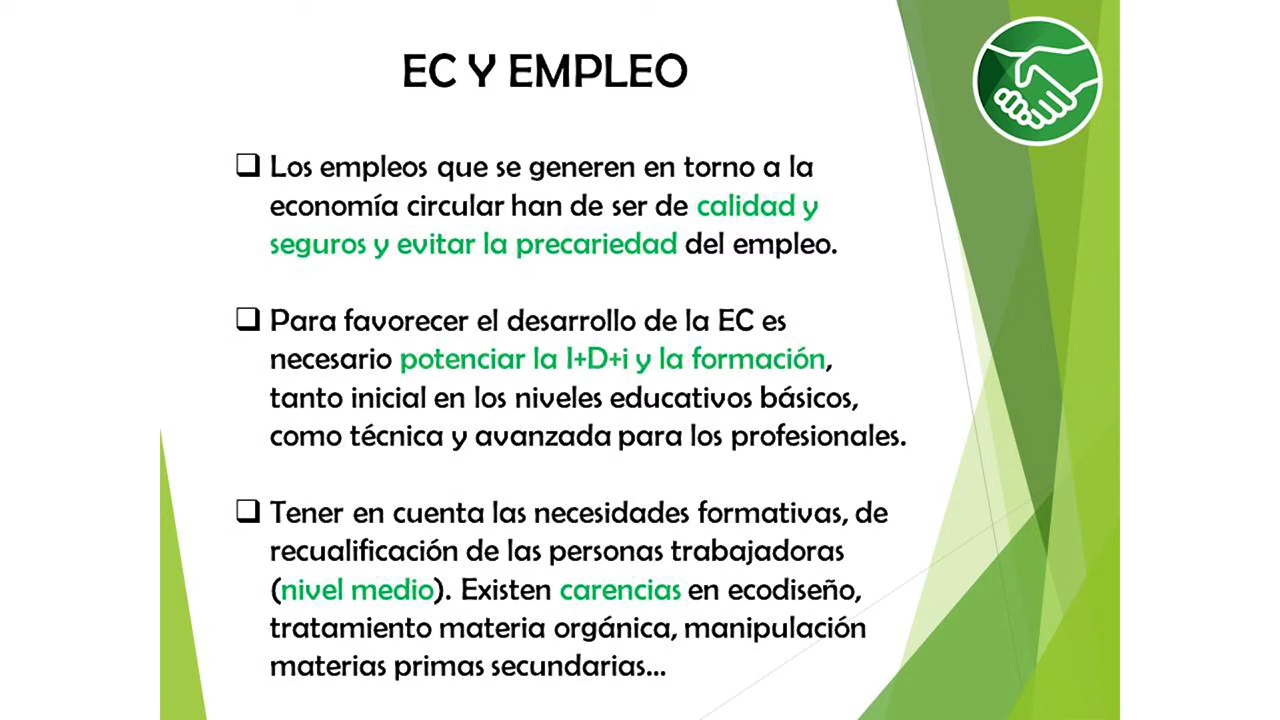 EC Y EMPLEO
❑ Los empleos que se generen en torno a la
economía circular han de ser de calidad y
seguros y evitar la precariedad del empleo.
❑ Para favorecer el desarrollo de la EC es
necesario potenciar la I+D+i y la formación,
tanto inicial en los niveles educativos básicos,
como técnica y avanzada para los profesionales.
❑ Tener en cuenta las necesidades formativas, de
recualificación de las personas trabajadoras
(nivel medio). Existen carencias en ecodiseño,
tratamiento materia orgánica, manipulación
materias primas secundarias...